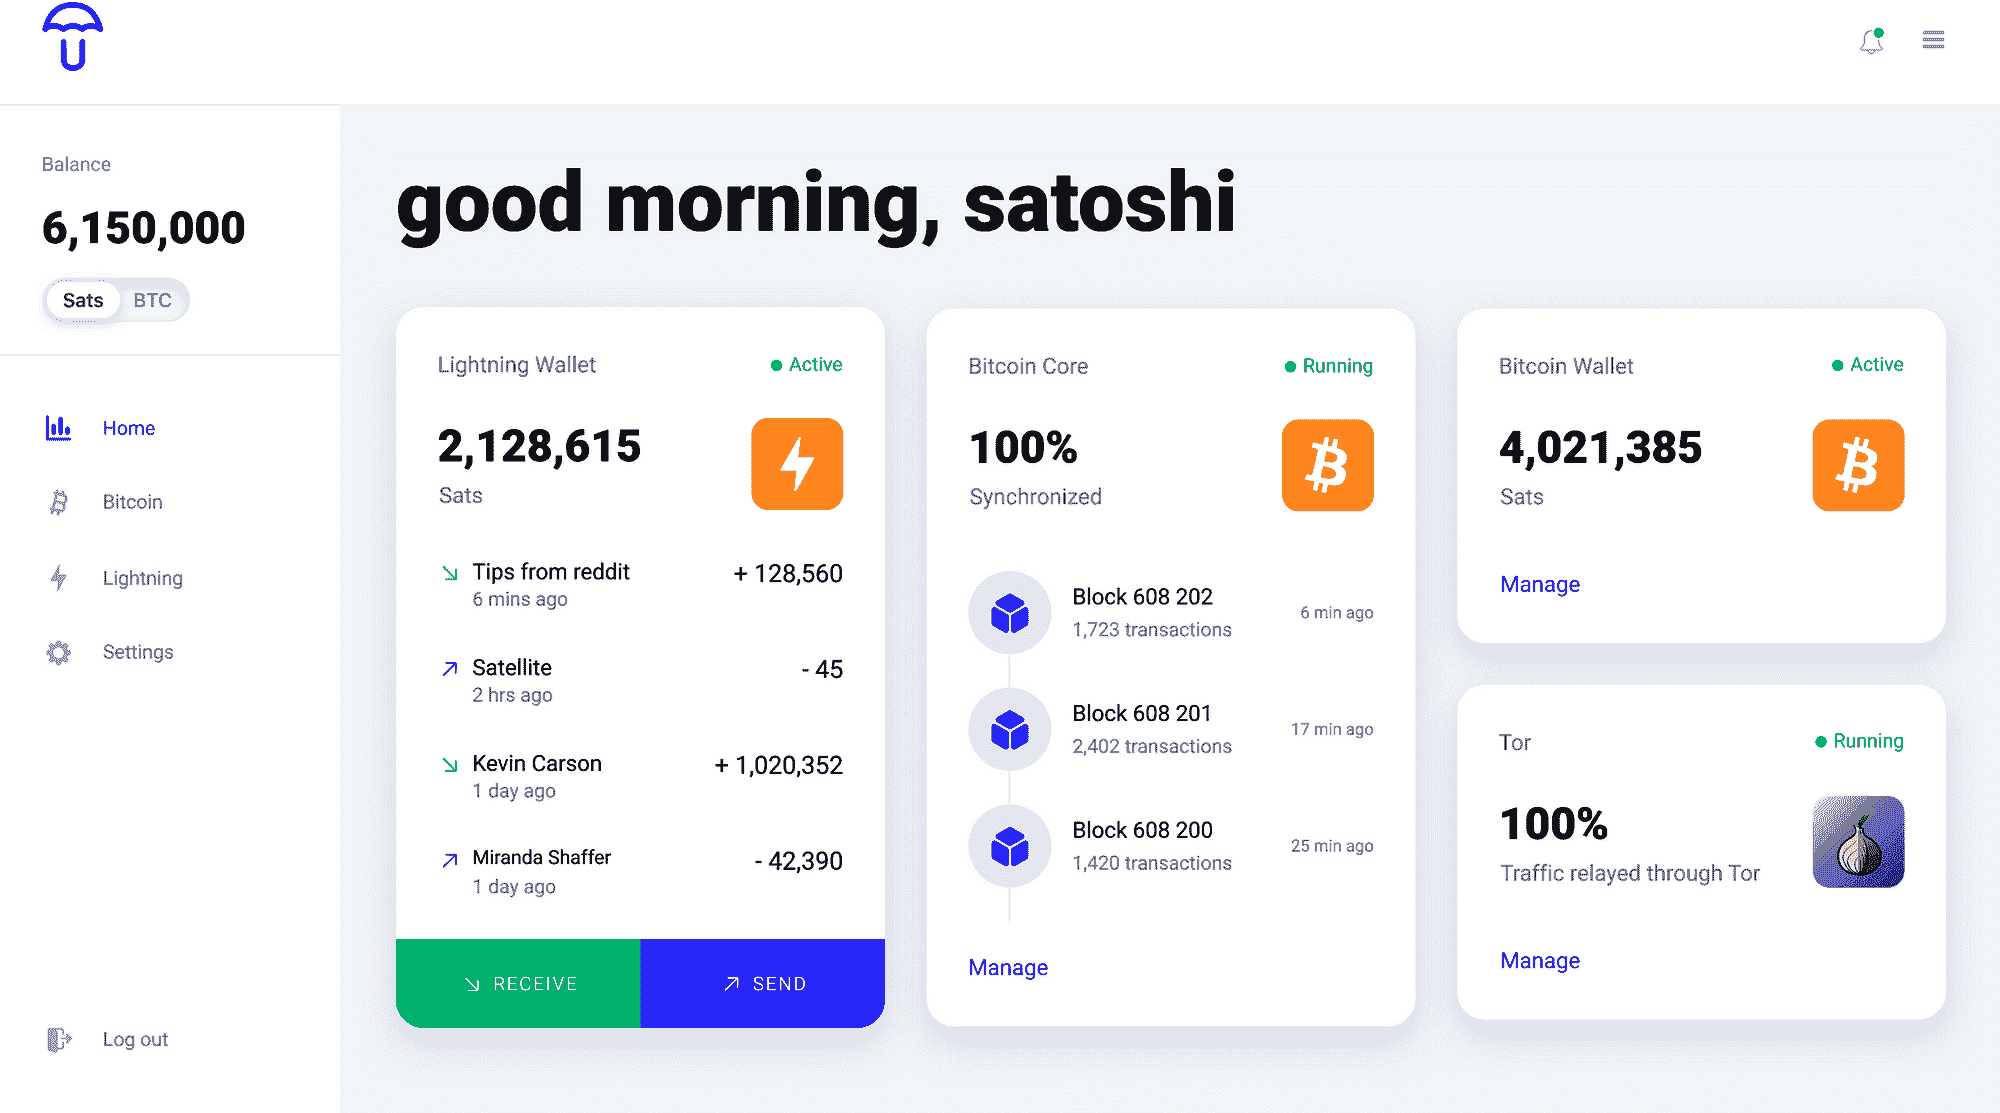 Balance
6,150,000
Sats BTC
Home
Bitcoin
Lightning
Settings
Log out
good morning, satoshi
Lightning Wallet
Active
2,128,615
Sats
Tips from reddit
+ 128,560
6 mins ago
Satellite
- 45
2 hrs ago
Kevin Carson
+ 1,020,352
1 day ago
Miranda Shaffer
- 42,390
1 day ago
RECEIVE
SEND
Bitcoin Core
Running
100%
Synchronized
Block 608 202
6 min ago
1,723 transactions
Block 608 201
17 min ago
2,402 transactions
Block 608 200
25 min ago
1,420 transactions
Manage
Bitcoin Wallet
Active
4,021,385
Sats
Manage
Tor
Running
100%
Traffic relayed through Tor
Manage